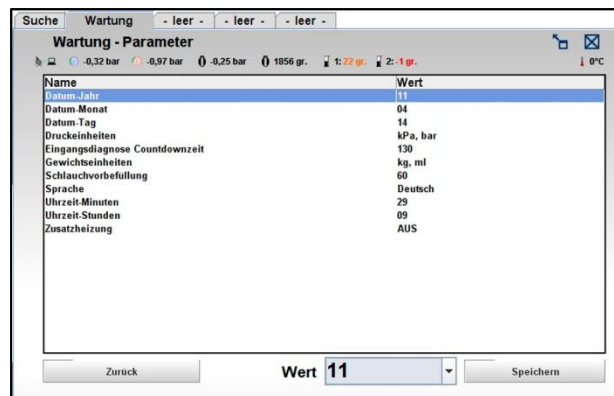 Suche Wartung - leer - - leer - - leer -
Wartung - Parameter
-0,32 bar -0,97 bar -0,25 bar 1856 gr. 1: 22 gr. 2: -1 gr. 0°C
Name Wert
Datum-Jahr 11
Datum-Monat 04
Datum-Tag 14
Druckeinheiten kPa, bar
Eingangsdiagnose Countdownzeit 130
Gewichtseinheiten kg, ml
Schlauchvorbefüllung 60
Sprache Deutsch
Uhrzeit-Minuten 29
Uhrzeit-Stunden 09
Zusatzheizung AUS
Zurück Wert 11 Speichern